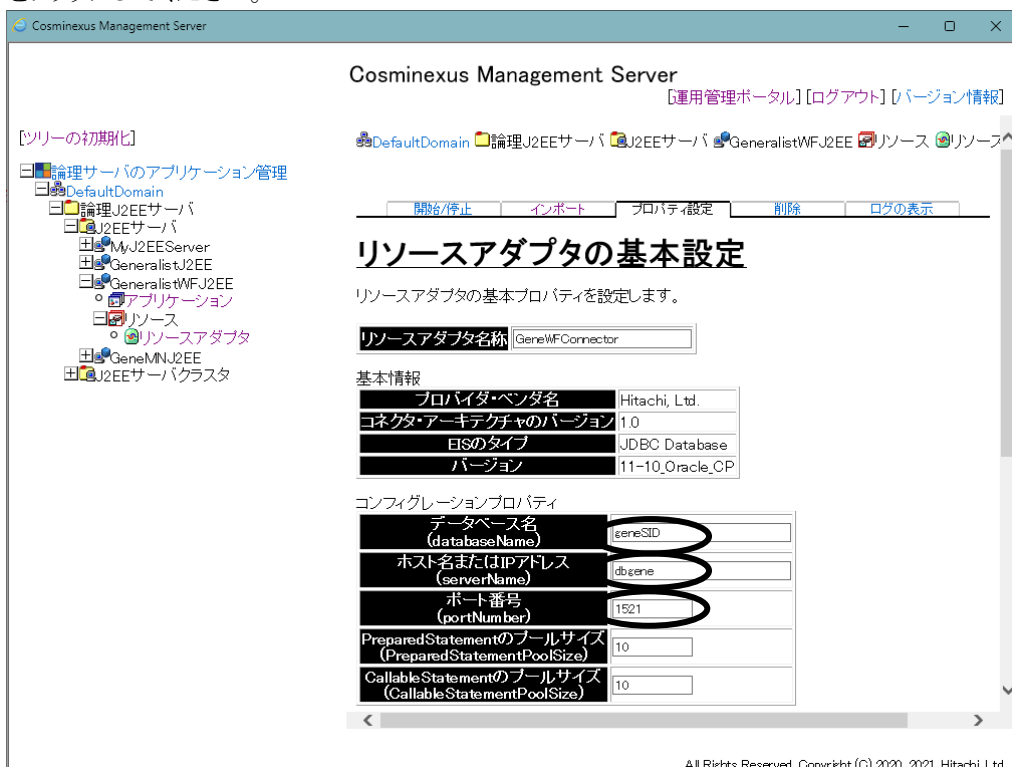 Cosminexus Management Server
Cosminexus Management Server
[運用管理ポータル] [ログアウト] [バージョン情報]
[ツリーの初期化]
論理サーバのアプリケーション管理
DefaultDomain
論理J2EEサーバ
J2EEサーバ
MyJ2EEServer
GeneralistJ2EE
GeneralistWFJ2EE
アプリケーション
リソース
リソースアダプタ
GeneMNJ2EE
J2EEサーバクラスタ
DefaultDomain 論理J2EEサーバ J2EEサーバ GeneralistWFJ2EE リソース リソース
開始/停止 インポート プロパティ設定 削除 ログの表示
リソースアダプタの基本設定
リソースアダプタの基本プロパティを設定します。
リソースアダプタ名称 GeneWFConnector
基本情報
プロバイダ・ベンダ名 Hitachi, Ltd.
コネクタ・アーキテクチャのバージョン 1.0
EISのタイプ JDBC Database
バージョン 11-10_Oracle_CP
コンフィグレーションプロパティ
データベース名
(databaseName) geneSID
ホスト名またはIPアドレス
(serverName) dbgene
ポート番号
(portNumber) 1521
PreparedStatementのプールサイズ
(PreparedStatementPoolSize) 10
CallableStatementのプールサイズ
(CallableStatementPoolSize) 10
All Rights Reserved. Copyright (C) 2020, 2021, Hitachi, Ltd.